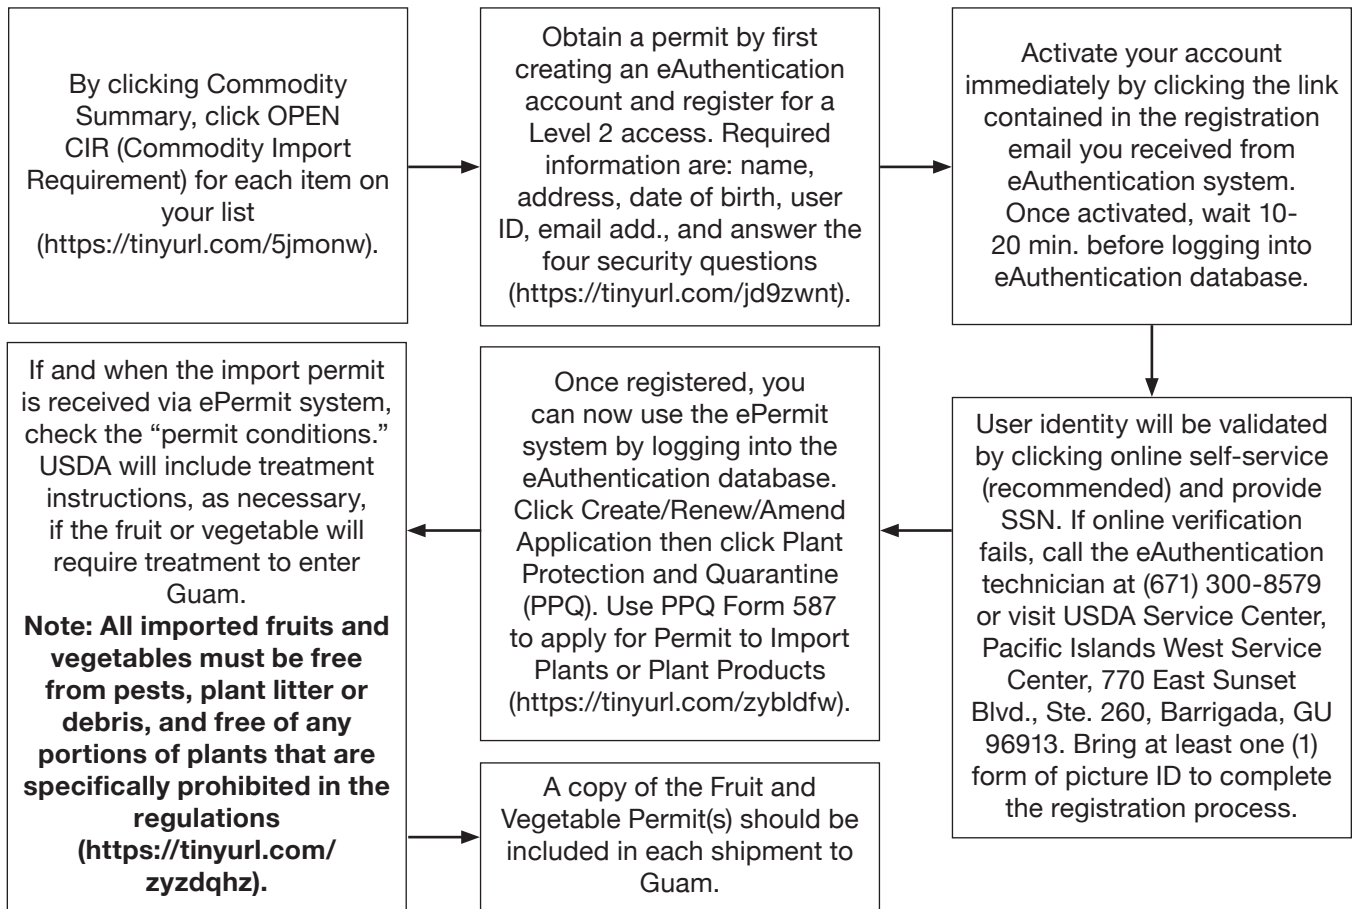 By clicking Commodity
Summary, click OPEN
CIR (Commodity Import
Requirement) for each item on
your list
(https://tinyurl.com/5jmonw).
Obtain a permit by first
creating an eAuthentication
account and register for a
Level 2 access. Required
information are: name,
address, date of birth, user
ID, email add., and answer the
four security questions
(https://tinyurl.com/jd9zwnt).
Activate your account
immediately by clicking the link
contained in the registration
email you received from
eAuthentication system.
Once activated, wait 10-
20 min. before logging into
eAuthentication database.
User identity will be validated
by clicking online self-service
(recommended) and provide
SSN. If online verification
fails, call the eAuthentication
technician at (671) 300-8579
or visit USDA Service Center,
Pacific Islands West Service
Center, 770 East Sunset
Blvd., Ste. 260, Barrigada, GU
96913. Bring at least one (1)
form of picture ID to complete
the registration process.
Once registered, you
can now use the ePermit
system by logging into the
eAuthentication database.
Click Create/Renew/Amend
Application then click Plant
Protection and Quarantine
(PPQ). Use PPQ Form 587
to apply for Permit to Import
Plants or Plant Products
(https://tinyurl.com/zybldfw).
If and when the import permit
is received via ePermit system,
check the “permit conditions.”
USDA will include treatment
instructions, as necessary,
if the fruit or vegetable will
require treatment to enter
Guam.
Note: All imported fruits and
vegetables must be free
from pests, plant litter or
debris, and free of any
portions of plants that are
specifically prohibited in the
regulations
(https://tinyurl.com/
zyzdqhz).
A copy of the Fruit and
Vegetable Permit(s) should be
included in each shipment to
Guam.